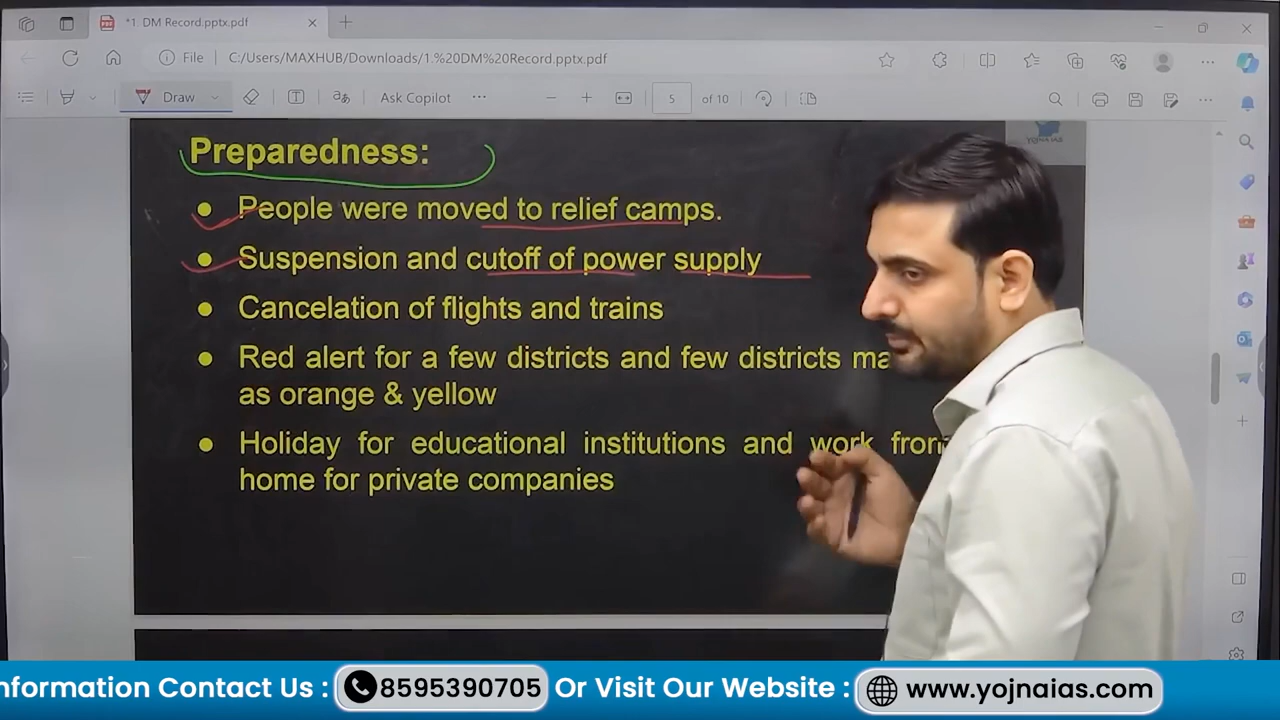 *1. DM Record.pptx.pdf
File
C:/Users/MAXHUB/Downloads/1.%20DM%20Record.pptx.pdf
Draw
Ask Copilot
5 of 10
YOJNA IAS
Preparedness:
• People were moved to relief camps.
• Suspension and cutoff of power supply
• Cancelation of flights and trains
• Red alert for a few districts and few districts ma
as orange & yellow
• Holiday for educational institutions and work from
home for private companies
nformation Contact Us : 8595390705 Or Visit Our Website : www.yojnaias.com